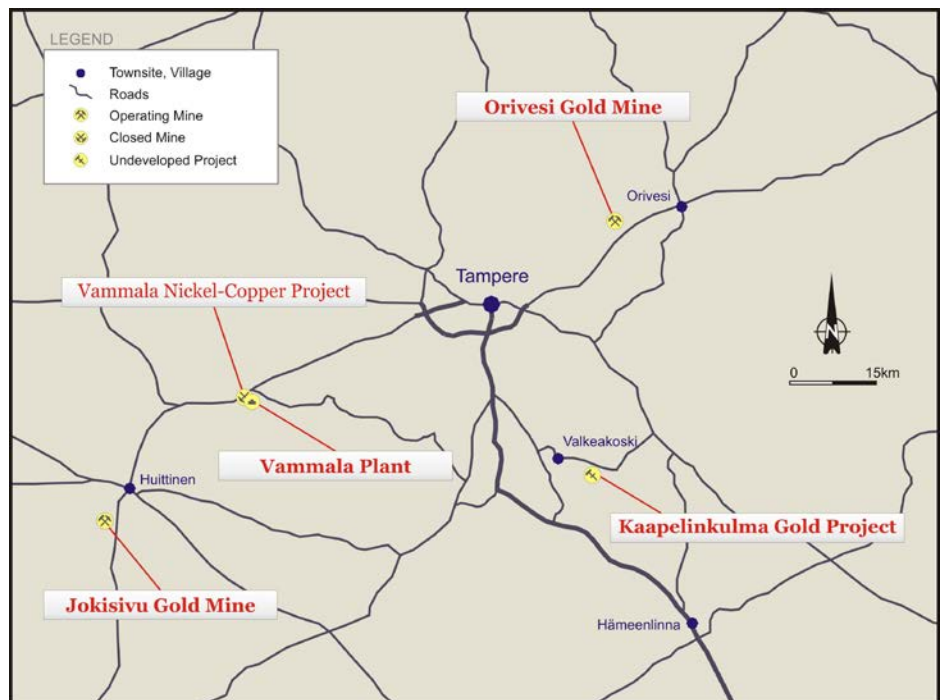 LEGEND
Townsite, Village
Roads
Operating Mine
Closed Mine
Undeveloped Project
Orivesi Gold Mine
Orivesi
Tampere
Vammala Nickel-Copper Project
N
0 15km
Valkeakoski
Vammala Plant
Huittinen
Kaapelinkulma Gold Project
Jokisivu Gold Mine
Hämeenlinna